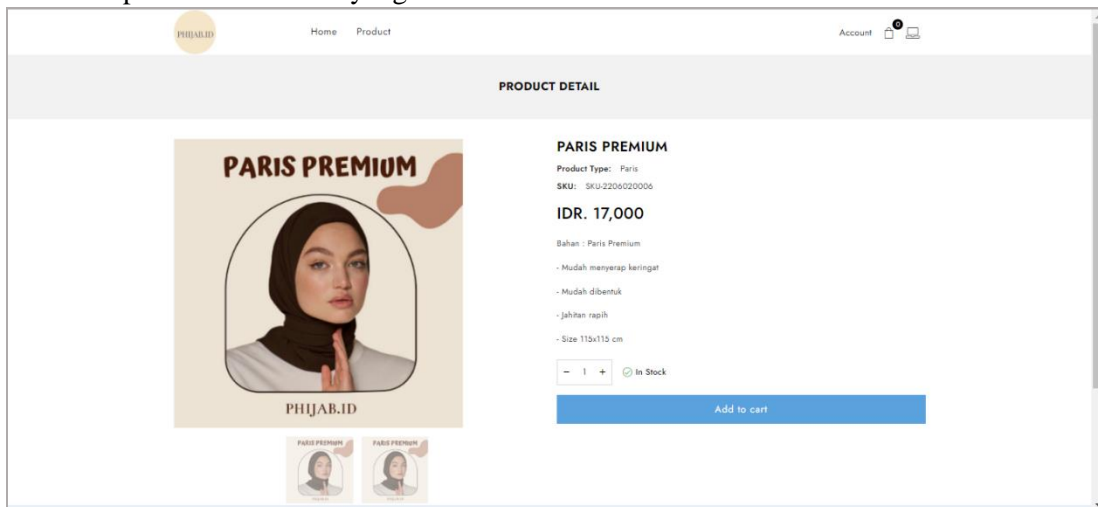 PHIJAB.ID
Home Product
Account 0
PRODUCT DETAIL
PARIS PREMIUM
PHIJAB.ID
PARIS PREMIUM
PARIS PREMIUM
PARIS PREMIUM
Product Type: Paris
SKU: SKU-2206020006
IDR. 17,000
Bahan : Paris Premium
- Mudah menyerap keringat
- Mudah dibentuk
- Jahitan rapih
- Size 115x115 cm
- 1 +
In Stock
Add to cart